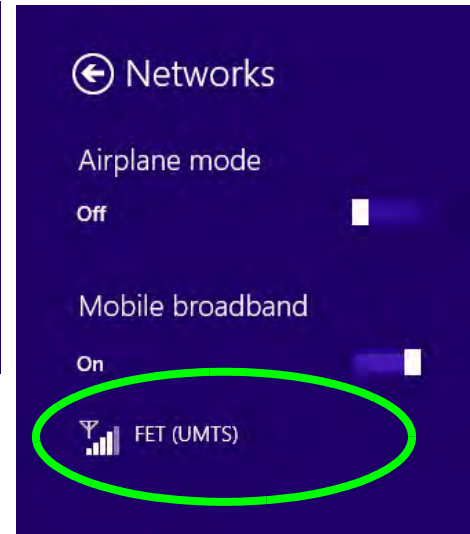 Networks
Airplane mode
Off
Mobile broadband
On
FET (UMTS)